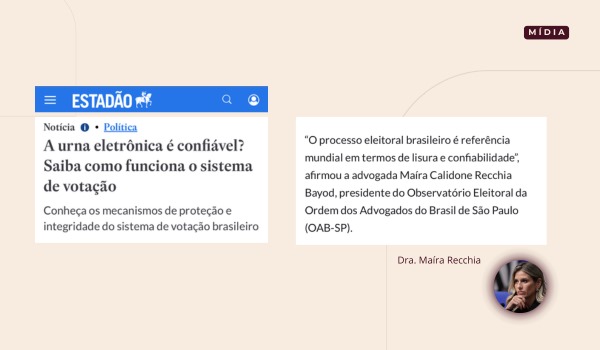 MÍDIA
ESTADÃO
Notícia i • Política
A urna eletrônica é confiável?
Saiba como funciona o sistema
de votação
Conheça os mecanismos de proteção e
integridade do sistema de votação brasileiro
“O processo eleitoral brasileiro é referência
mundial em termos de lisura e confiabilidade”,
afirmou a advogada Maíra Calidone Recchia
Bayod, presidente do Observatório Eleitoral da
Ordem dos Advogados do Brasil de São Paulo
(OAB-SP).
Dra. Maíra Recchia